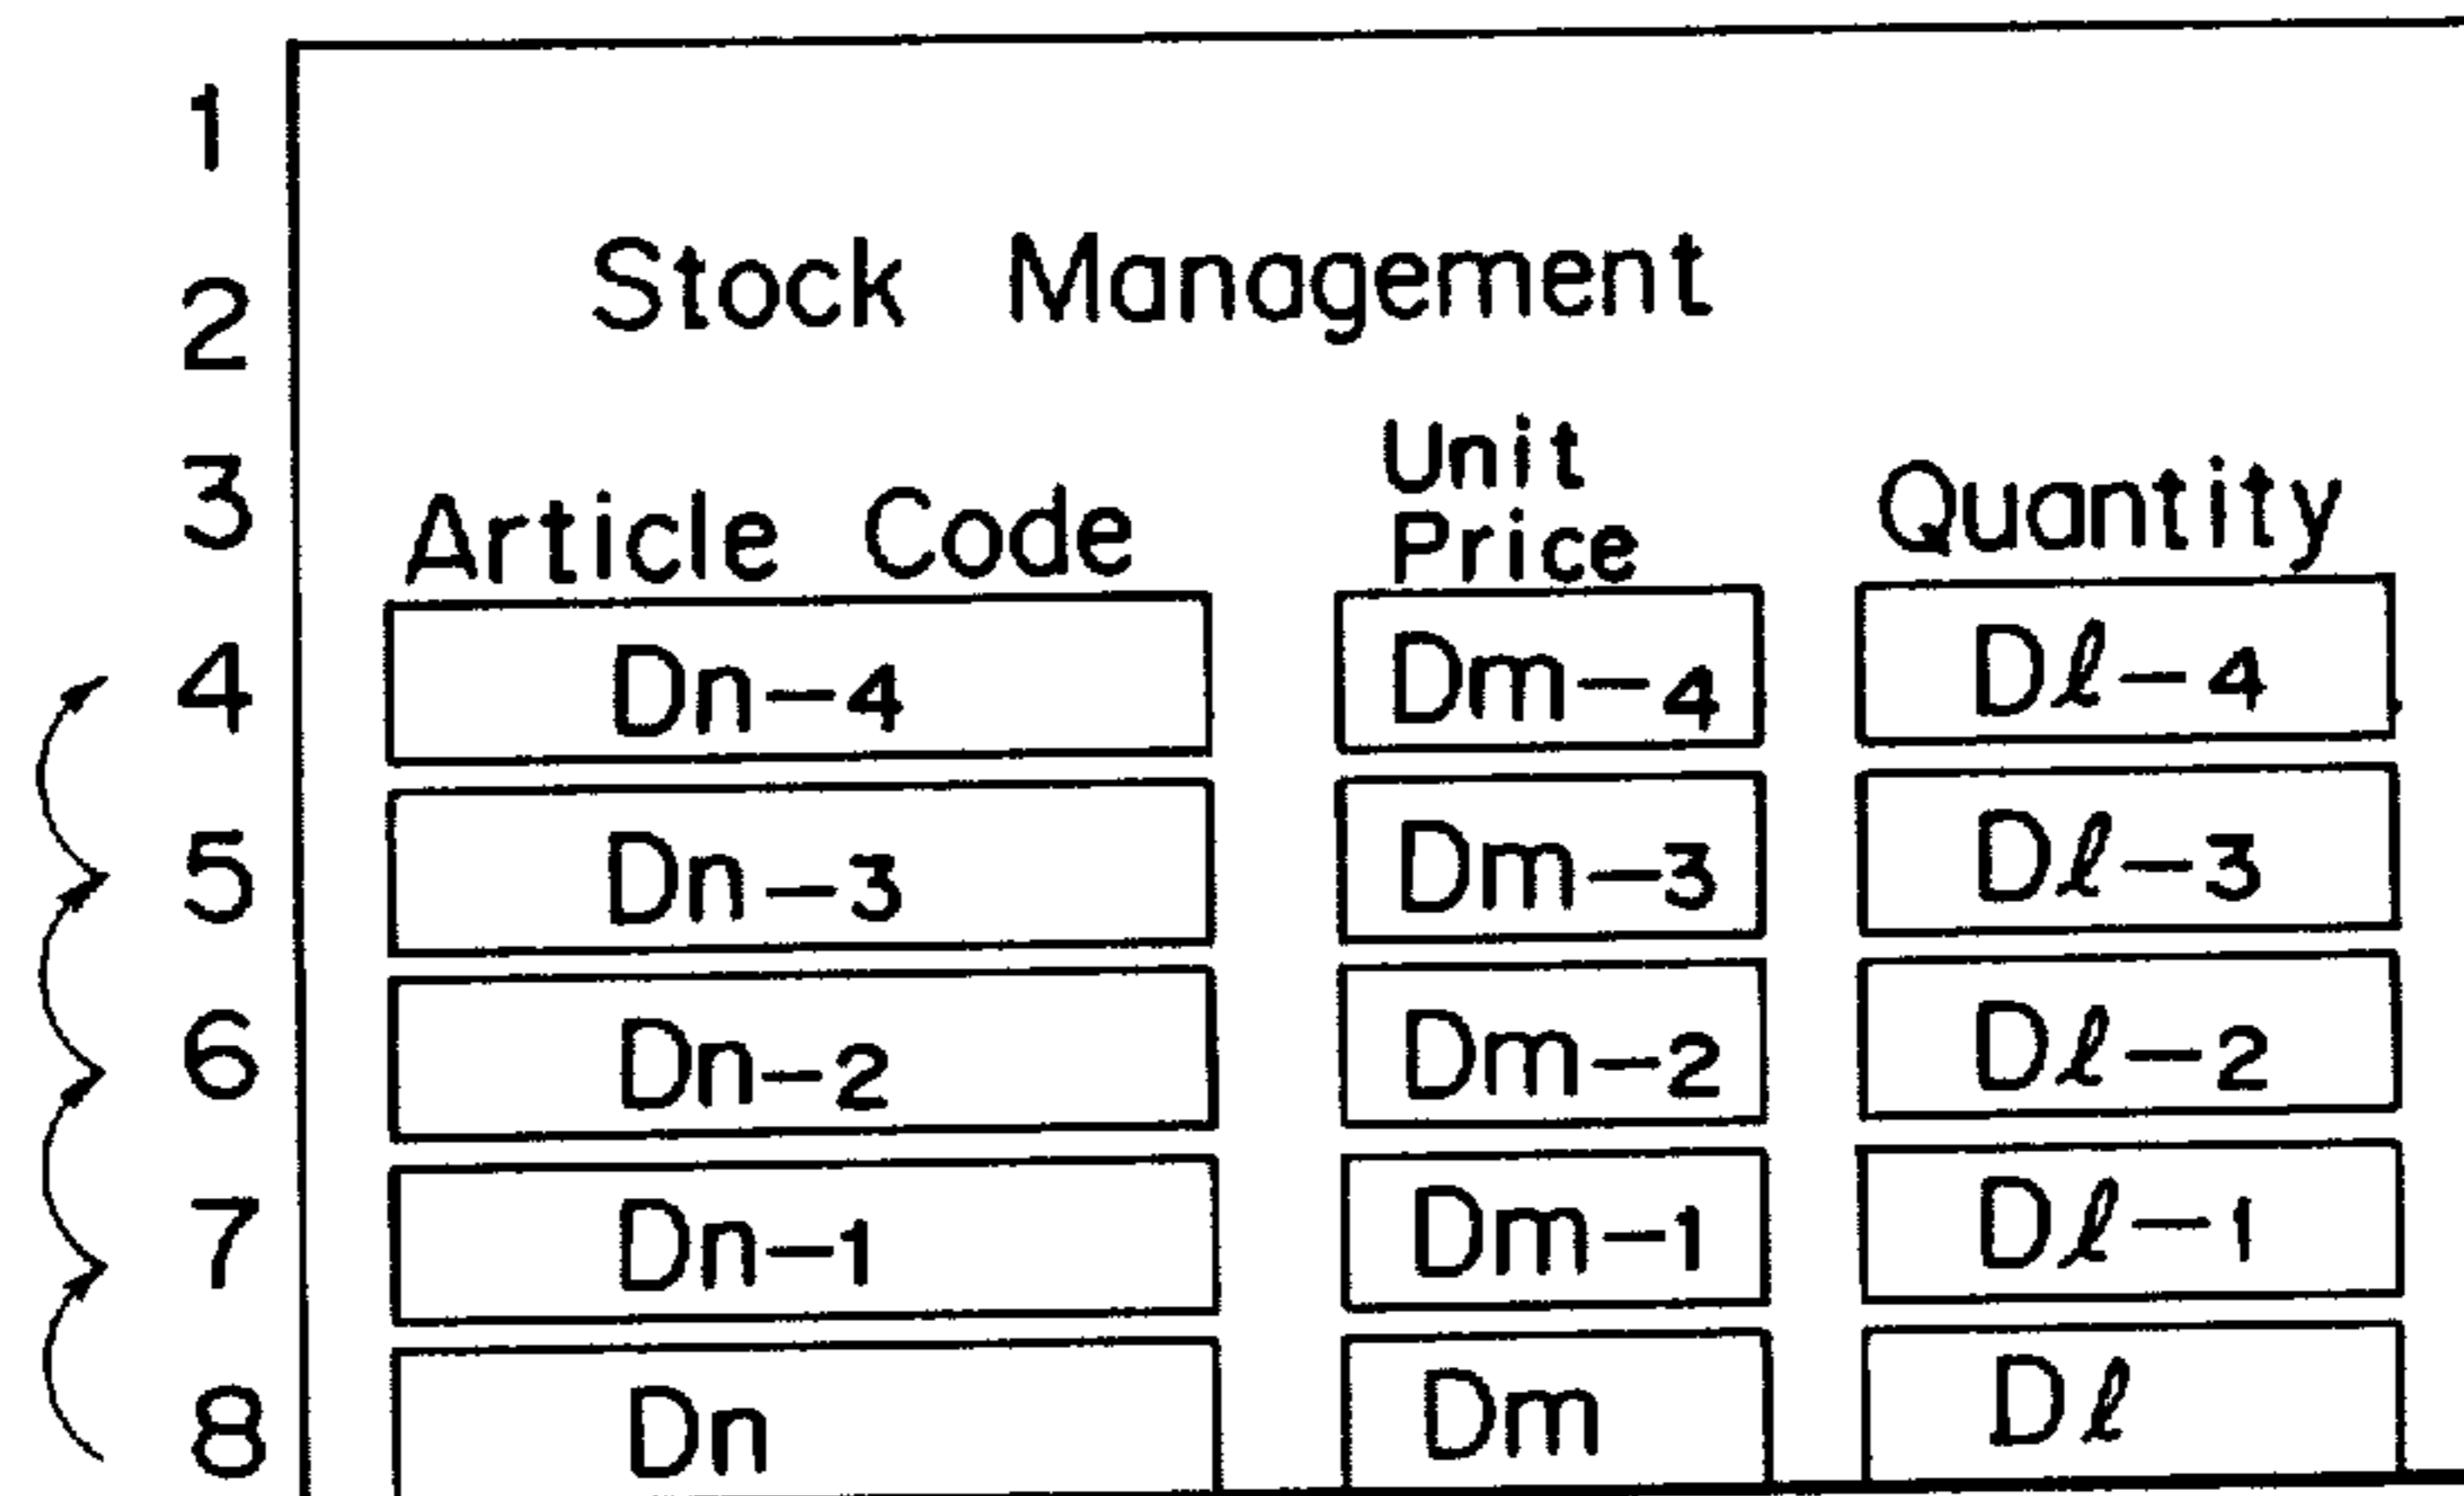 1
2 Stock Management
3 Article Code Unit Price Quantity
4 Dn-4 Dm-4 Dℓ-4
5 Dn-3 Dm-3 Dℓ-3
6 Dn-2 Dm-2 Dℓ-2
7 Dn-1 Dm-1 Dℓ-1
8 Dn Dm Dℓ